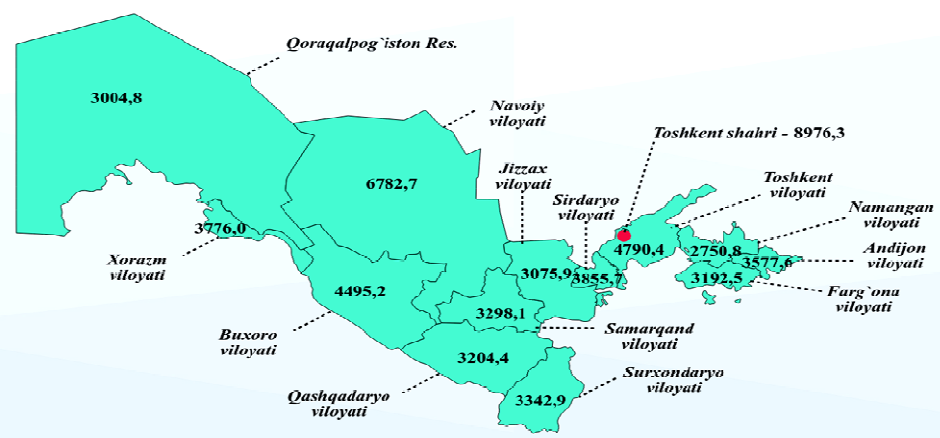 Qoraqalpog`iston Res.
3004,8
Navoiy
viloyati
Toshkent shahri - 8976,3
Jizzax
viloyati
Toshkent
viloyati
6782,7
Sirdaryo
viloyati
Namangan
viloyati
3776,0
4790,4
2750,8
Andijon
viloyati
3577,6
Xorazm
viloyati
3075,9
3855,7
3192,5
4495,2
Farg`ona
viloyati
3298,1
Buxoro
viloyati
Samarqand
viloyati
3204,4
Surxondaryo
viloyati
Qashqadaryo
viloyati
3342,9